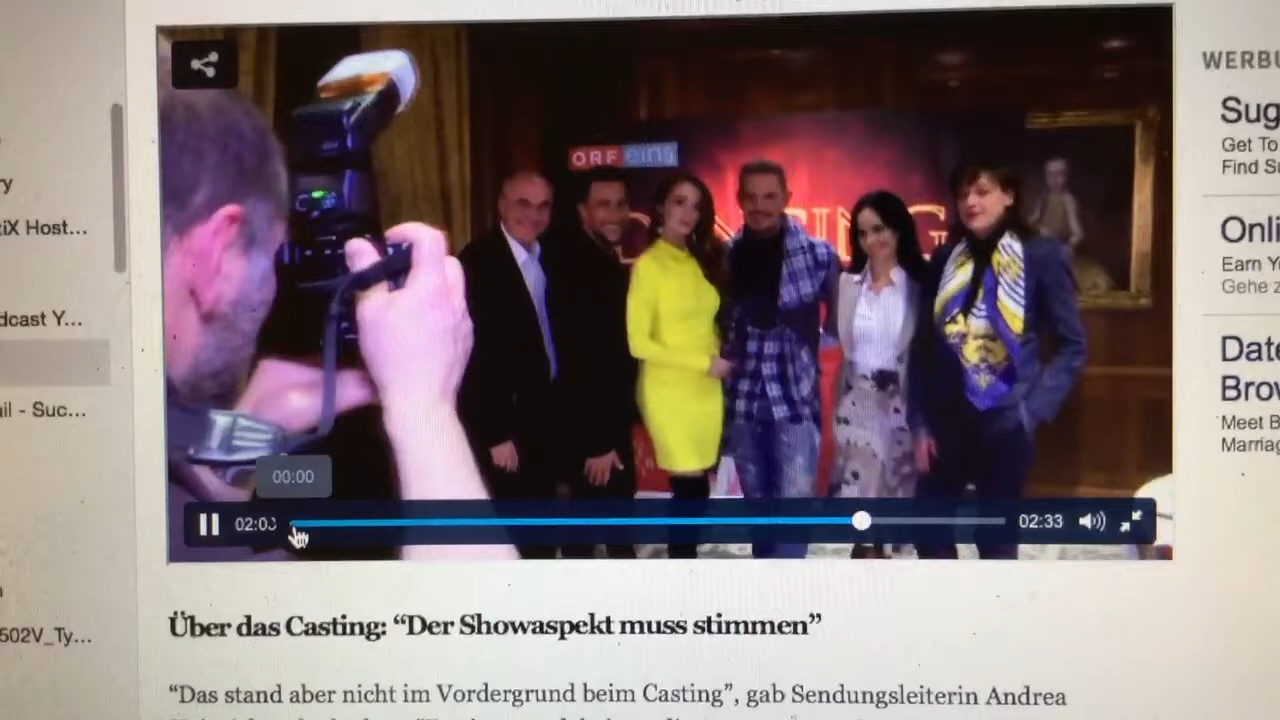 WERBU
Sug
Get To
Find Su
iX Host...
Onli
Earn Y
Gehe z
dcast Y...
Date
Brow
il - Suc...
Meet B
Marriag
ORF eins
00:00
02:03
02:33
Über das Casting: “Der Showaspekt muss stimmen”
502V_Ty...
“Das stand aber nicht im Vordergrund beim Casting”, gab Sendungsleiterin Andrea